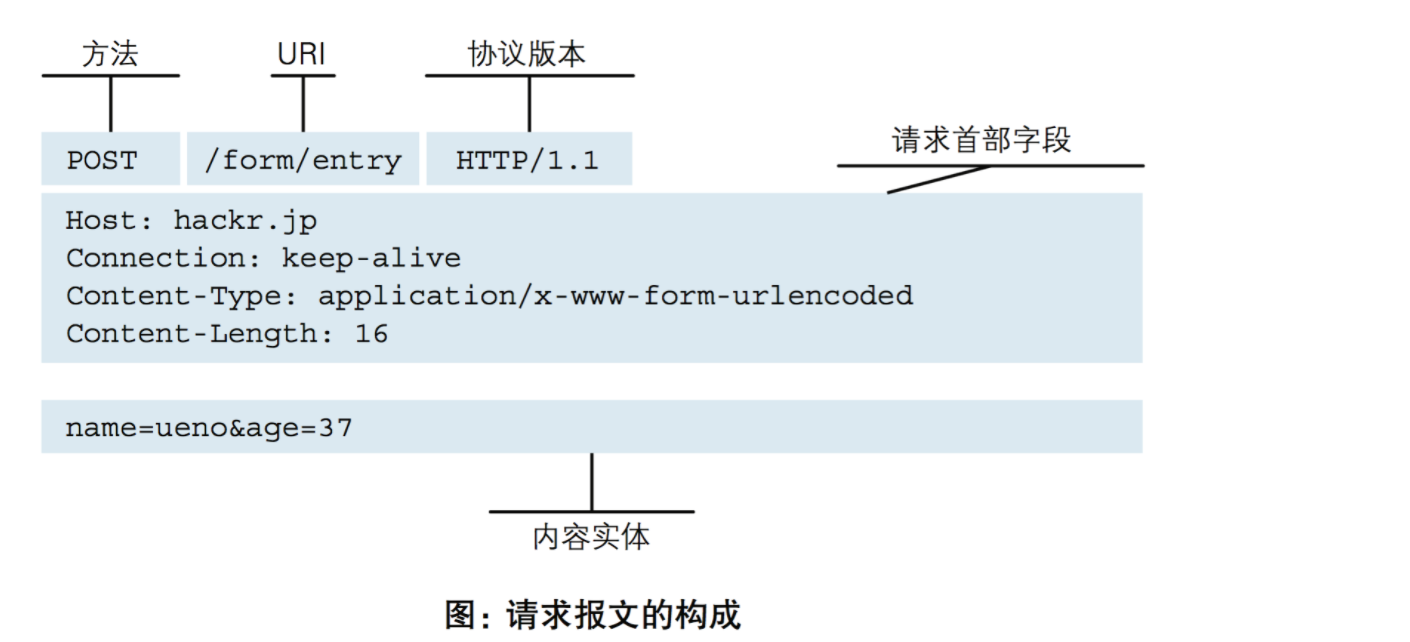 方法 URI 协议版本
请求首部字段
POST /form/entry HTTP/1.1
Host: hackr.jp
Connection: keep-alive
Content-Type: application/x-www-form-urlencoded
Content-Length: 16
name=ueno&age=37
内容实体
图：请求报文的构成